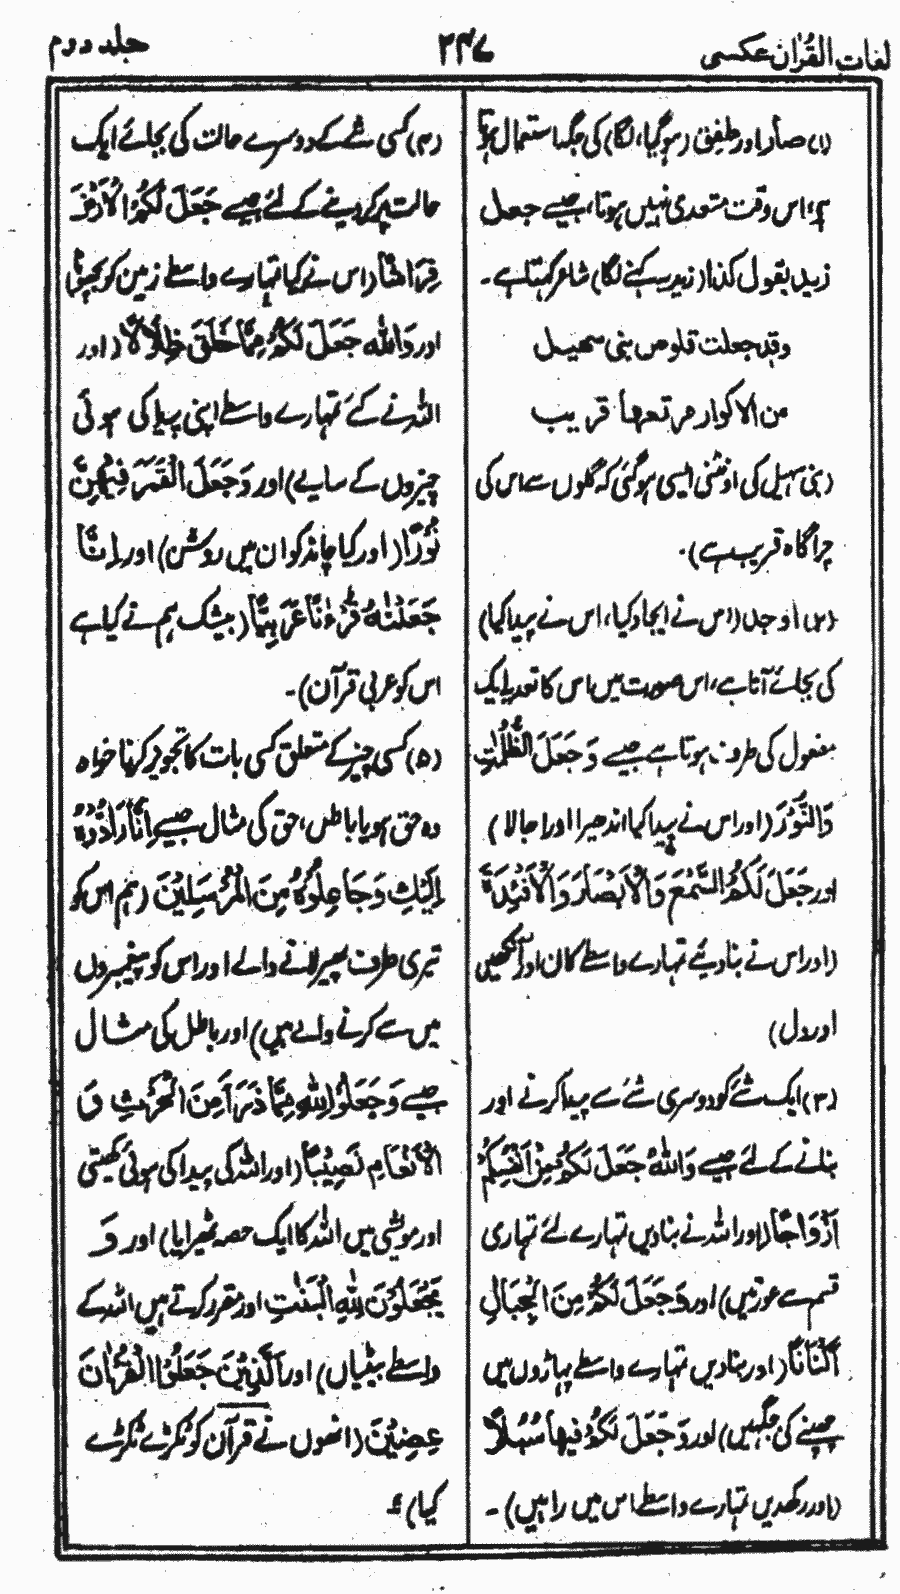 لغات القرآن عکسی
۲۴۷
جلد دوم
(۱) صار اور طفق (ہوگیا، لگا) کی جگہ استعمال ہوتا
ہے، اس وقت متعدی نہیں ہوتا، جیسے جعل
زید یقول کذا (زید یہ کہنے لگا) شاعر کہتا ہے۔
وقد جعلت قلوص بنی سهيل
من الاکوار مرتعها قریب
(بنی سہیل کی اونٹنی ایسی ہوگئی کہ گلوں سے اس کی
چراگاہ قریب ہے)۔
(۲) اوجد (اس نے ایجاد کیا، اس نے پیدا کیا)
کی بجائے آتا ہے، اس صورت میں اس کا تعدیہ ایک
مفعول کی طرف ہوتا ہے جیسے وَجَعَلَ الظُّلُمٰتِ
وَالنُّوْرَ (اور اس نے پیدا کیا اندھیرا اور اجالا)
اور جَعَلَ لَكُمُ السَّمْعَ وَالْاَبْصَارَ وَالْاَفْئِدَةَ
(اور اس نے بنا دیئے تمہارے واسطے کان اور آنکھیں
اور دل)
(۳) ایک شے کو دوسری شے سے پیدا کرنے اور
بنانے کے لئے جیسے وَاللّٰهُ جَعَلَ لَكُمْ مِّنْ اَنْفُسِكُمْ
اَزْوَاجًا (اور اللہ نے بنا دیں تمہارے لئے تمہاری
قسم سے عورتیں) اور وَجَعَلَ لَكُمْ مِنَ الْجِبَالِ
اَكْنَانًا (اور بنا دیں تمہارے واسطے پہاڑوں میں
چھپنے کی جگہیں) اور وَجَعَلَ لَكُمْ فِيهَا سُبُلًا
(اور رکھدیں تمہارے واسطے اس میں راہیں)۔
(۴) کسی شے کے دوسرے حالت کی بجائے ایک
حالت پر کر دینے کے لئے جیسے جَعَلَ لَكُمُ الْاَرْضَ
فِرَاشًا (اس نے کیا تمہارے واسطے زمین کو بچھونا)
اور وَاللّٰهُ جَعَلَ لَكُمْ مِمَّا خَلَقَ ظِلٰلًا (اور
اللہ نے کئے تمہارے واسطے اپنی پیدا کی ہوئی
چیزوں کے سایے) اور وَجَعَلَ الْقَمَرَ فِيْهِنَّ
نُوْرًا (اور کیا چاند کو ان میں روشن) اور اِنَّا
جَعَلْنٰهُ قُرْءٰنًا عَرَبِيًّا (بیشک ہم نے کیا ہے
اس کو عربی قرآن)۔
(۵) کسی چیز کے متعلق کسی بات کا تجویز کرنا خواہ
وہ حق ہو یا باطل، حق کی مثال جیسے اِنَّا رَادُّوْهُ
اِلَيْكِ وَجَاعِلُوْهُ مِنَ الْمُرْسَلِيْنَ (ہم اس کو
تیری طرف پھیر لانے والے اور اس کو پیغمبروں
میں سے کرنے والے ہیں) اور باطل کی مثال
جیسے وَجَعَلُوْا لِلّٰهِ مِمَّا ذَرَاَ مِنَ الْحَرْثِ وَ
الْاَنْعَامِ نَصِيْبًا (اور اللہ کی پیدا کی ہوئی کھیتی
اور مویشی میں اللہ کا ایک حصہ ٹھیرایا) اور وَ
يَجْعَلُوْنَ لِلّٰهِ الْبَنٰتِ اور مقرر کرتے ہیں اللہ کے
واسطے بیٹیاں) اور اَلَّذِيْنَ جَعَلُوا الْقُرْاٰنَ
عِضِيْنَ (انھوں نے قرآن کو ٹکڑے ٹکڑے
کیا)